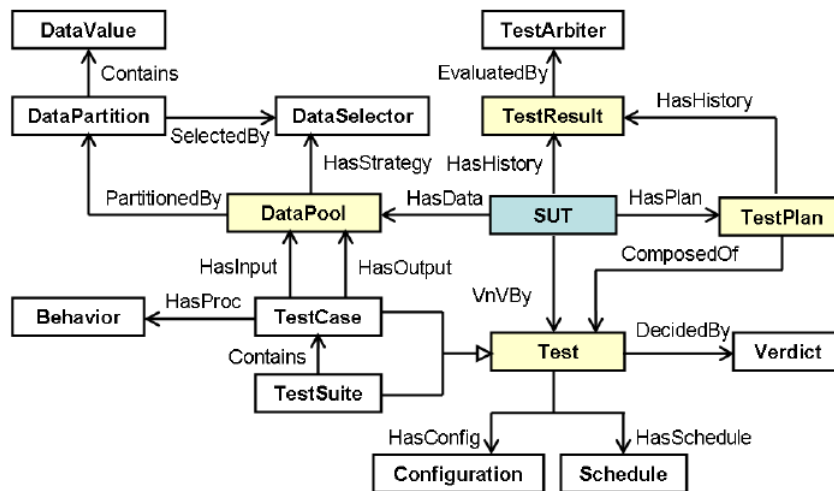 DataValue
TestArbiter
Contains
EvaluatedBy
DataPartition
SelectedBy
DataSelector
TestResult
HasHistory
HasStrategy
HasHistory
PartitionedBy
DataPool
HasData
SUT
HasPlan
TestPlan
HasInput
HasOutput
ComposedOf
VnVBy
HasProc
Behavior
TestCase
Contains
Test
DecidedBy
Verdict
TestSuite
HasConfig
HasSchedule
Configuration
Schedule